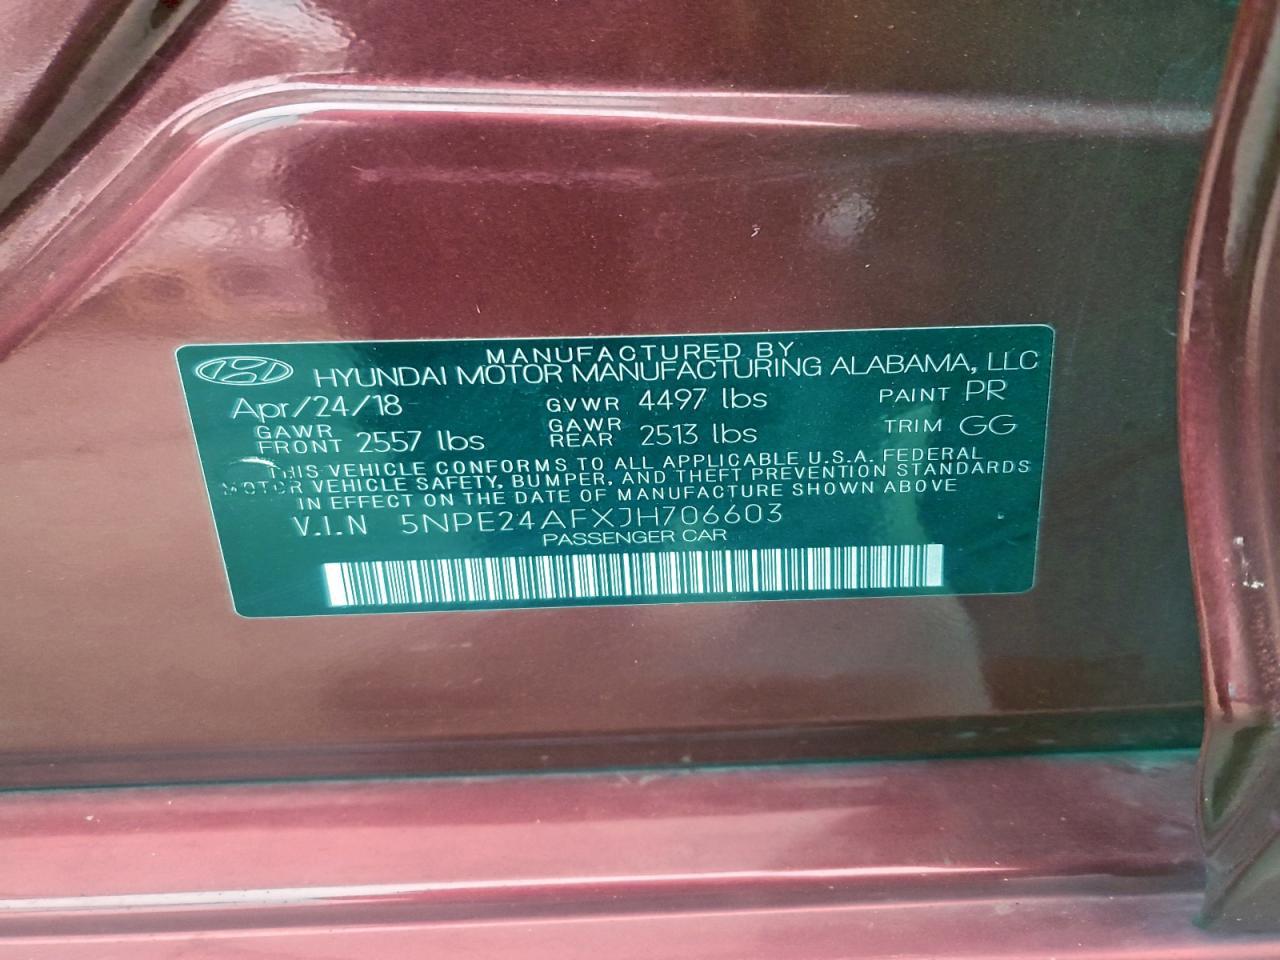 MANUFACTURED BY
HYUNDAI MOTOR MANUFACTURING ALABAMA, LLC
Apr/24/18 GVWR 4497 lbs PAINT PR
GAWR FRONT 2557 lbs GAWR REAR 2513 lbs TRIM GG
THIS VEHICLE CONFORMS TO ALL APPLICABLE U.S.A. FEDERAL
MOTOR VEHICLE SAFETY, BUMPER, AND THEFT PREVENTION STANDARDS
IN EFFECT ON THE DATE OF MANUFACTURE SHOWN ABOVE
V.I.N 5NPE24AFXJH706603
PASSENGER CAR